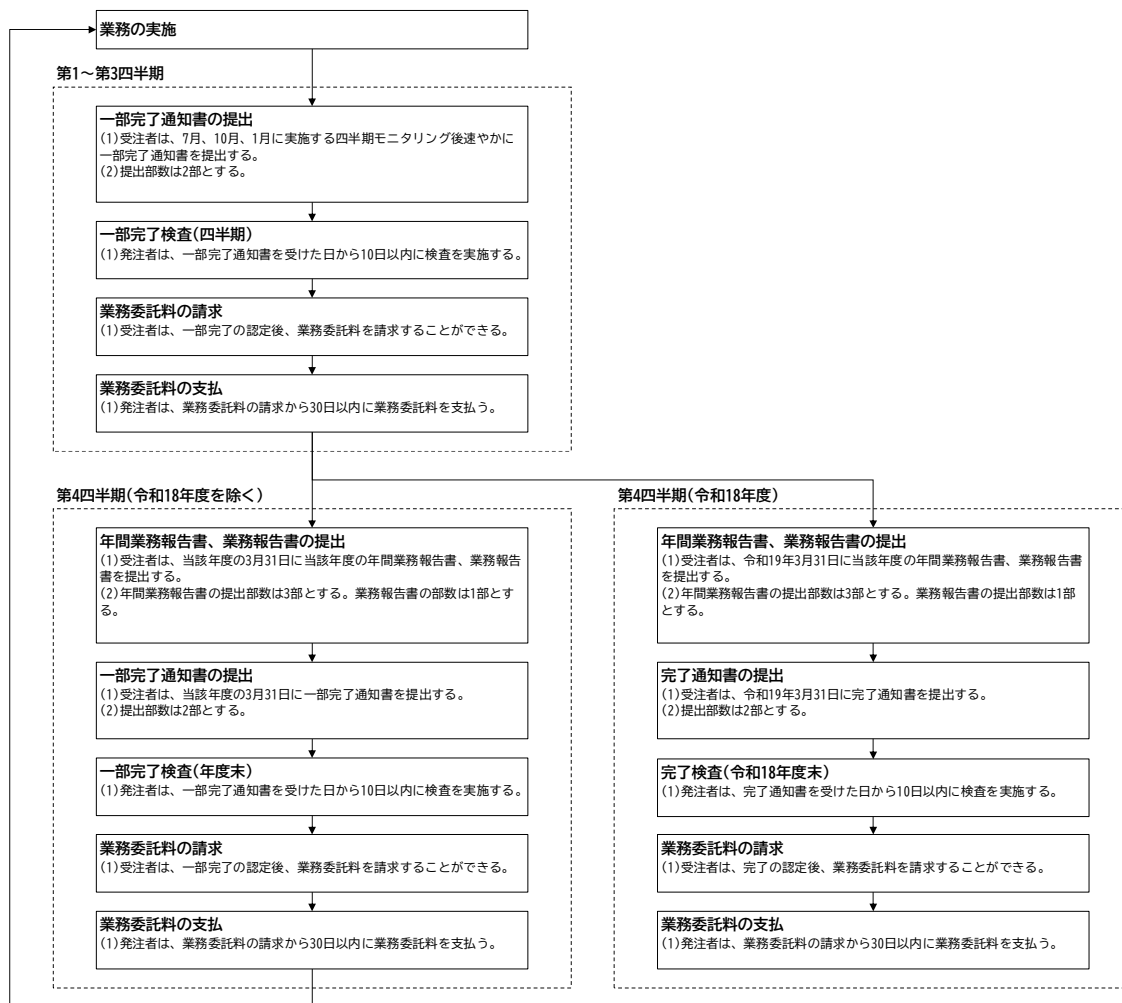 業務の実施
第1～第3四半期
一部完了通知書の提出
(1)受注者は、7月、10月、1月に実施する四半期モニタリング後速やかに
一部完了通知書を提出する。
(2)提出部数は2部とする。
一部完了検査(四半期)
(1)発注者は、一部完了通知書を受けた日から10日以内に検査を実施する。
業務委託料の請求
(1)受注者は、一部完了の認定後、業務委託料を請求することができる。
業務委託料の支払
(1)発注者は、業務委託料の請求から30日以内に業務委託料を支払う。
第4四半期(令和18年度を除く)
年間業務報告書、業務報告書の提出
(1)受注者は、当該年度の3月31日に当該年度の年間業務報告書、業務報告
書を提出する。
(2)年間業務報告書の提出部数は3部とする。業務報告書の部数は1部とす
る。
一部完了通知書の提出
(1)受注者は、当該年度の3月31日に一部完了通知書を提出する。
(2)提出部数は2部とする。
一部完了検査(年度末)
(1)発注者は、一部完了通知書を受けた日から10日以内に検査を実施する。
業務委託料の請求
(1)受注者は、一部完了の認定後、業務委託料を請求することができる。
業務委託料の支払
(1)発注者は、業務委託料の請求から30日以内に業務委託料を支払う。
第4四半期(令和18年度)
年間業務報告書、業務報告書の提出
(1)受注者は、令和19年3月31日に当該年度の年間業務報告書、業務報告書
を提出する。
(2)年間業務報告書の提出部数は3部とする。業務報告書の提出部数は1部
とする。
完了通知書の提出
(1)受注者は、令和19年3月31日に完了通知書を提出する。
(2)提出部数は2部とする。
完了検査(令和18年度末)
(1)発注者は、完了通知書を受けた日から10日以内に検査を実施する。
業務委託料の請求
(1)受注者は、完了の認定後、業務委託料を請求することができる。
業務委託料の支払
(1)発注者は、業務委託料の請求から30日以内に業務委託料を支払う。